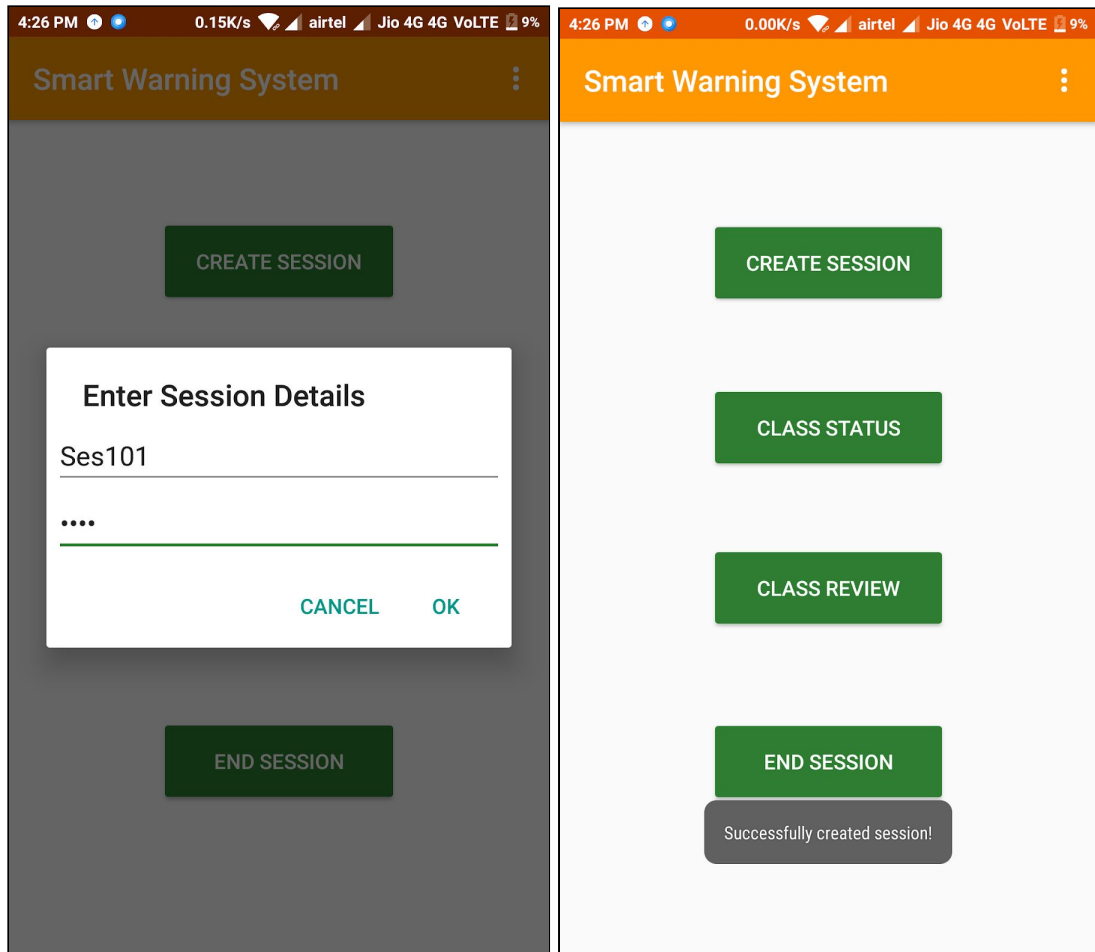 4:26 PM 0.15K/s airtel Jio 4G 4G VoLTE 9%
Smart Warning System
CREATE SESSION
Enter Session Details
Ses101
••••
CANCEL OK
END SESSION
4:26 PM 0.00K/s airtel Jio 4G 4G VoLTE 9%
Smart Warning System
CREATE SESSION
CLASS STATUS
CLASS REVIEW
END SESSION
Successfully created session!